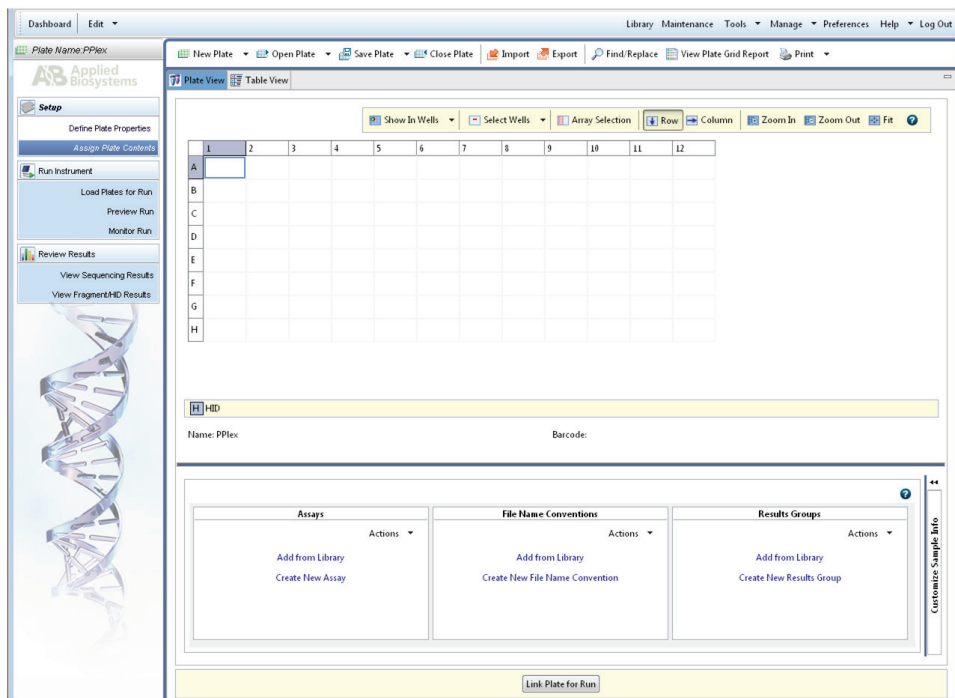 Dashboard Edit Library Maintenance Tools Manage Preferences Help Log Out
Plate Name:PPlex
New Plate Open Plate Save Plate Close Plate Import Export Find/Replace View Plate Grid Report Print
AB Applied Biosystems
Plate View Table View
Setup
Define Plate Properties
Assign Plate Contents
Run Instrument
Load Plates for Run
Preview Run
Monitor Run
Review Results
View Sequencing Results
View Fragment/HID Results
Show In Wells Select Wells Array Selection Row Column Zoom In Zoom Out Fit
1 2 3 4 5 6 7 8 9 10 11 12
A
B
C
D
E
F
G
H
H HID
Name: PPlex Barcode:
Assays File Name Conventions Results Groups
Actions Actions Actions
Add from Library Add from Library Add from Library
Create New Assay Create New File Name Convention Create New Results Group
Customize Sample Info
Link Plate for Run